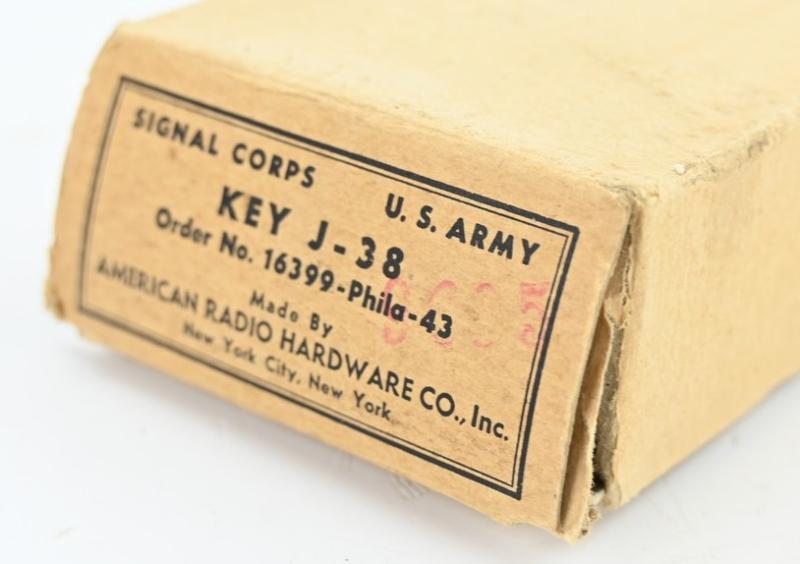 SIGNAL CORPS U. S. ARMY
KEY J-38
Order No. 16399-Phila-43
Made By
AMERICAN RADIO HARDWARE CO., Inc.
New York City, New York